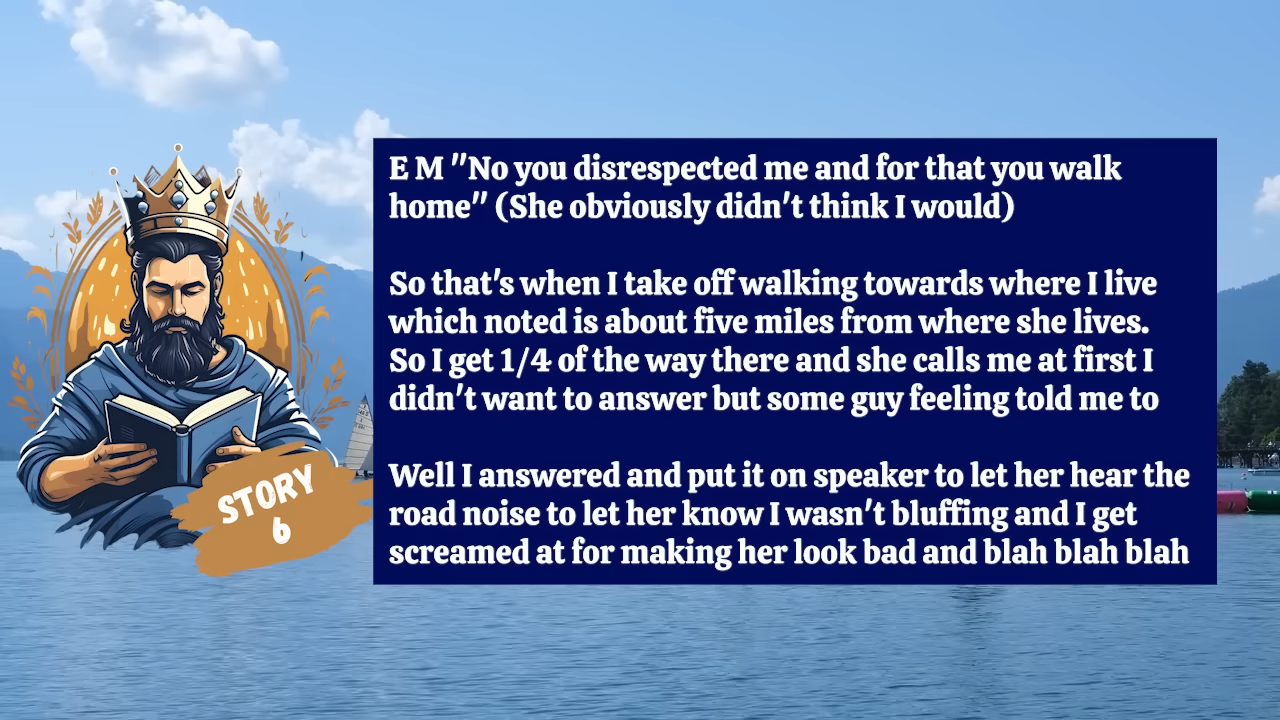 E M "No you disrespected me and for that you walk
home" (She obviously didn't think I would)
So that's when I take off walking towards where I live
which noted is about five miles from where she lives.
So I get 1/4 of the way there and she calls me at first I
didn't want to answer but some guy feeling told me to
Well I answered and put it on speaker to let her hear the
road noise to let her know I wasn't bluffing and I get
screamed at for making her look bad and blah blah blah
STORY
6